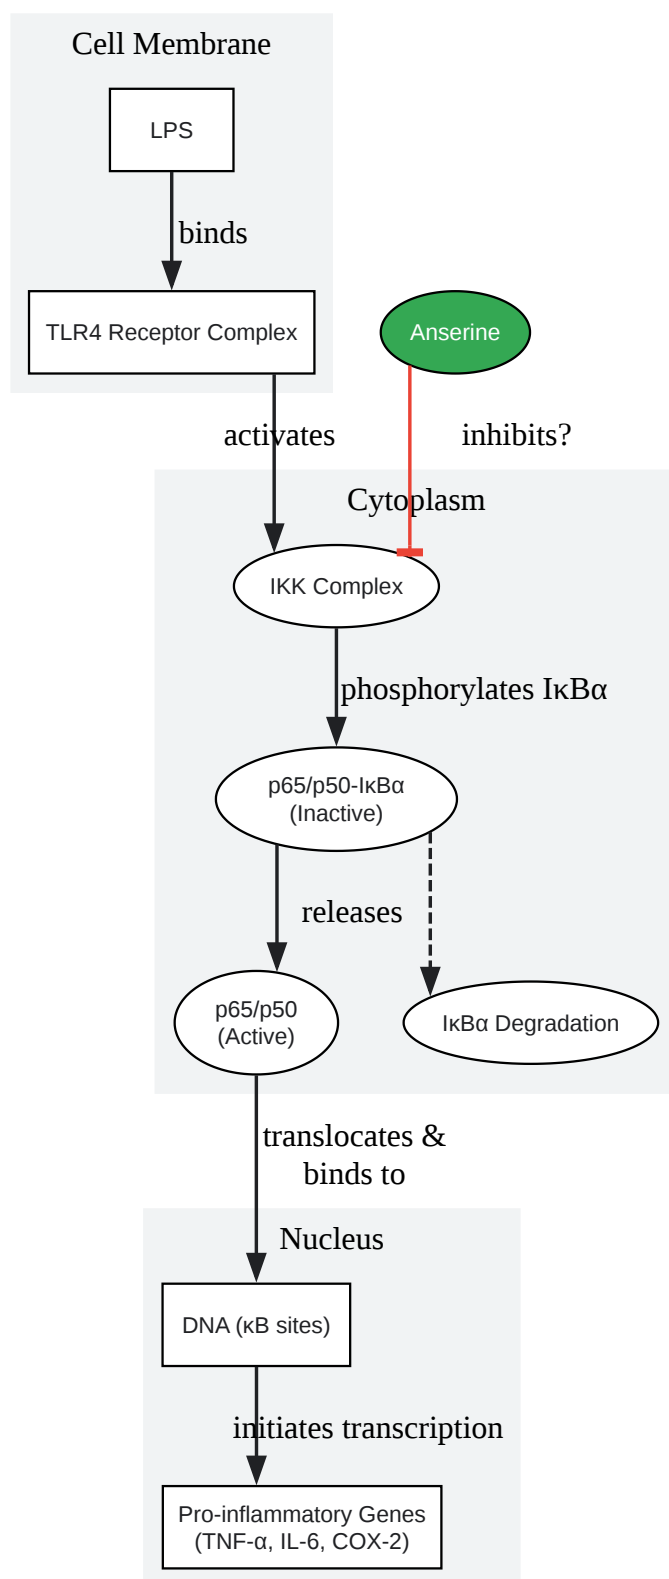 Cell Membrane
LPS
binds
TLR4 Receptor Complex
Anserine
activates
inhibits?
Cytoplasm
IKK Complex
phosphorylates IκBα
p65/p50-IκBα
(Inactive)
releases
p65/p50
(Active)
IκBα Degradation
translocates &
binds to
Nucleus
DNA (κB sites)
initiates transcription
Pro-inflammatory Genes
(TNF-α, IL-6, COX-2)